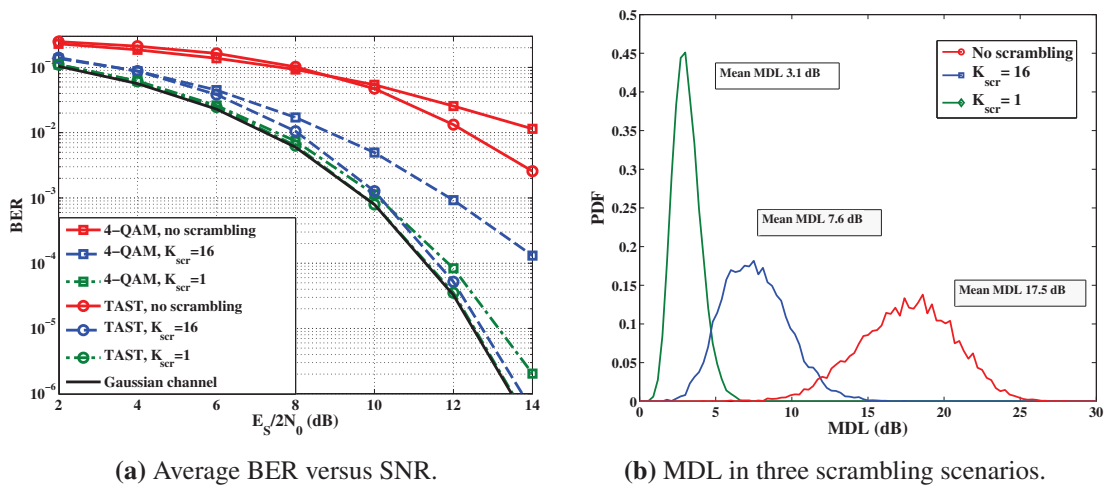 10⁻¹
10⁻²
10⁻³
10⁻⁴
10⁻⁵
10⁻⁶
BER
4−QAM, no scrambling
4−QAM, K_scr=16
4−QAM, K_scr=1
TAST, no scrambling
TAST, K_scr=16
TAST, K_scr=1
Gaussian channel
2 4 6 8 10 12 14
E_S/2N_0 (dB)
(a) Average BER versus SNR.
0.5
0.45
0.4
0.35
0.3
0.25
0.2
0.15
0.1
0.05
0
PDF
No scrambling
K_scr= 16
K_scr= 1
Mean MDL 3.1 dB
Mean MDL 7.6 dB
Mean MDL 17.5 dB
0 5 10 15 20 25 30
MDL (dB)
(b) MDL in three scrambling scenarios.